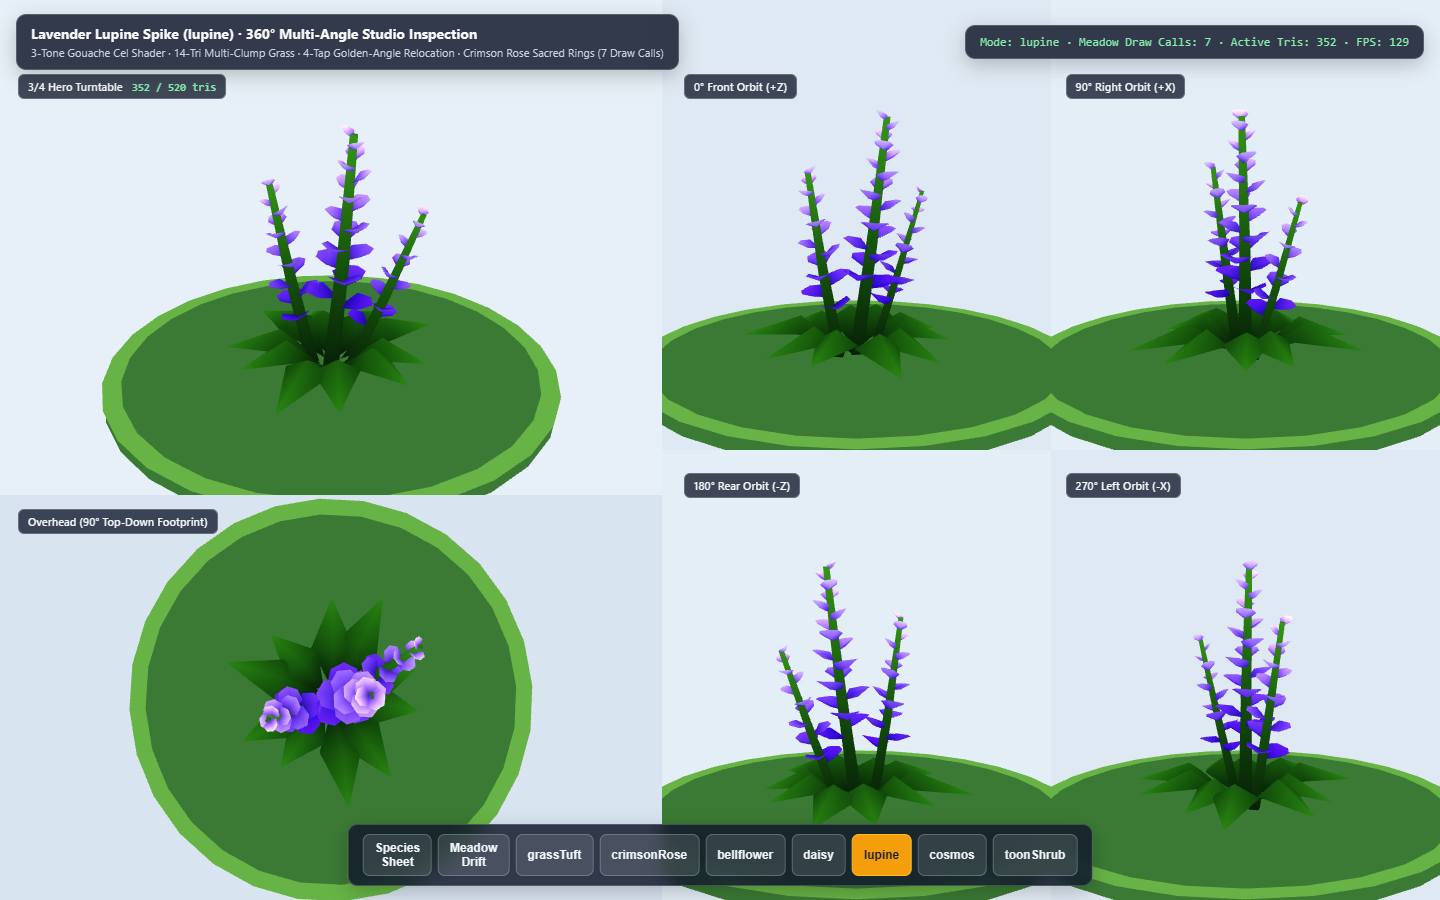 Lavender Lupine Spike (lupine) · 360° Multi-Angle Studio Inspection
3-Tone Gouache Cel Shader · 14-Tri Multi-Clump Grass · 4-Tap Golden-Angle Relocation · Crimson Rose Sacred Rings (7 Draw Calls)
Mode: lupine · Meadow Draw Calls: 7 · Active Tris: 352 · FPS: 129
3/4 Hero Turntable 352 / 520 tris
0° Front Orbit (+Z)
90° Right Orbit (+X)
180° Rear Orbit (-Z)
270° Left Orbit (-X)
Overhead (90° Top-Down Footprint)
Species
Sheet
Meadow
Drift
grassTuft
crimsonRose
bellflower
daisy
lupine
cosmos
toonShrub